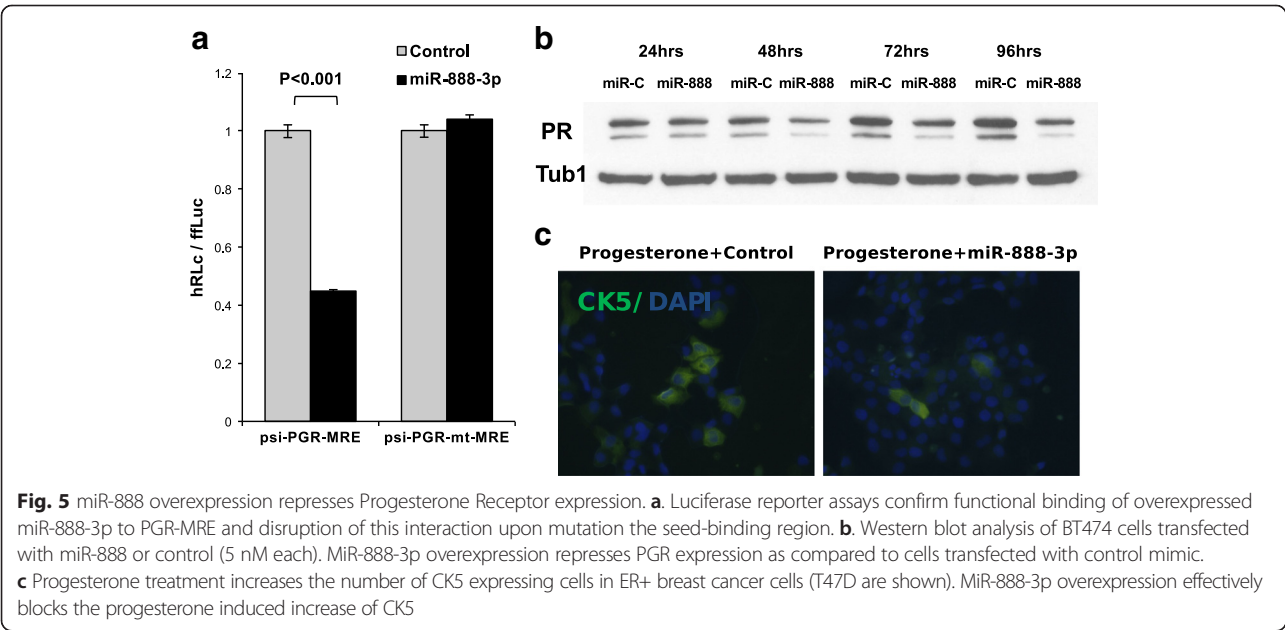 a
Control
miR-888-3p
P<0.001
1.2
1
0.8
0.6
0.4
0.2
0
hRLc / ffLuc
psi-PGR-MRE psi-PGR-mt-MRE
b
24hrs 48hrs 72hrs 96hrs
miR-C miR-888 miR-C miR-888 miR-C miR-888 miR-C miR-888
PR
Tub1
c
Progesterone+Control Progesterone+miR-888-3p
CK5/ DAPI
Fig. 5 miR-888 overexpression represses Progesterone Receptor expression. a. Luciferase reporter assays confirm functional binding of overexpressed
miR-888-3p to PGR-MRE and disruption of this interaction upon mutation the seed-binding region. b. Western blot analysis of BT474 cells transfected
with miR-888 or control (5 nM each). MiR-888-3p overexpression represses PGR expression as compared to cells transfected with control mimic.
c Progesterone treatment increases the number of CK5 expressing cells in ER+ breast cancer cells (T47D are shown). MiR-888-3p overexpression effectively
blocks the progesterone induced increase of CK5